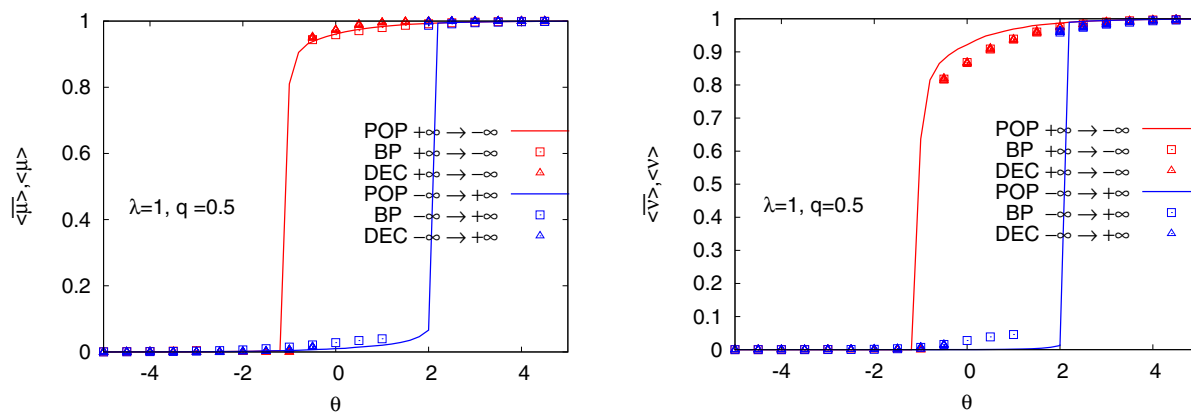 1
0.8
0.6
0.4
0.2
0
-4
-2
0
2
4
<μ̅>,<μ>
θ
POP +∞ → −∞
BP +∞ → −∞
DEC +∞ → −∞
POP −∞ → +∞
BP −∞ → +∞
DEC −∞ → +∞
λ=1, q =0.5
1
0.9
0.8
0.7
0.6
0.5
0.4
0.3
0.2
0.1
0
-4
-2
0
2
4
<ν̅>,<ν>
θ
POP +∞ → −∞
BP +∞ → −∞
DEC +∞ → −∞
POP −∞ → +∞
BP −∞ → +∞
DEC −∞ → +∞
λ=1, q=0.5